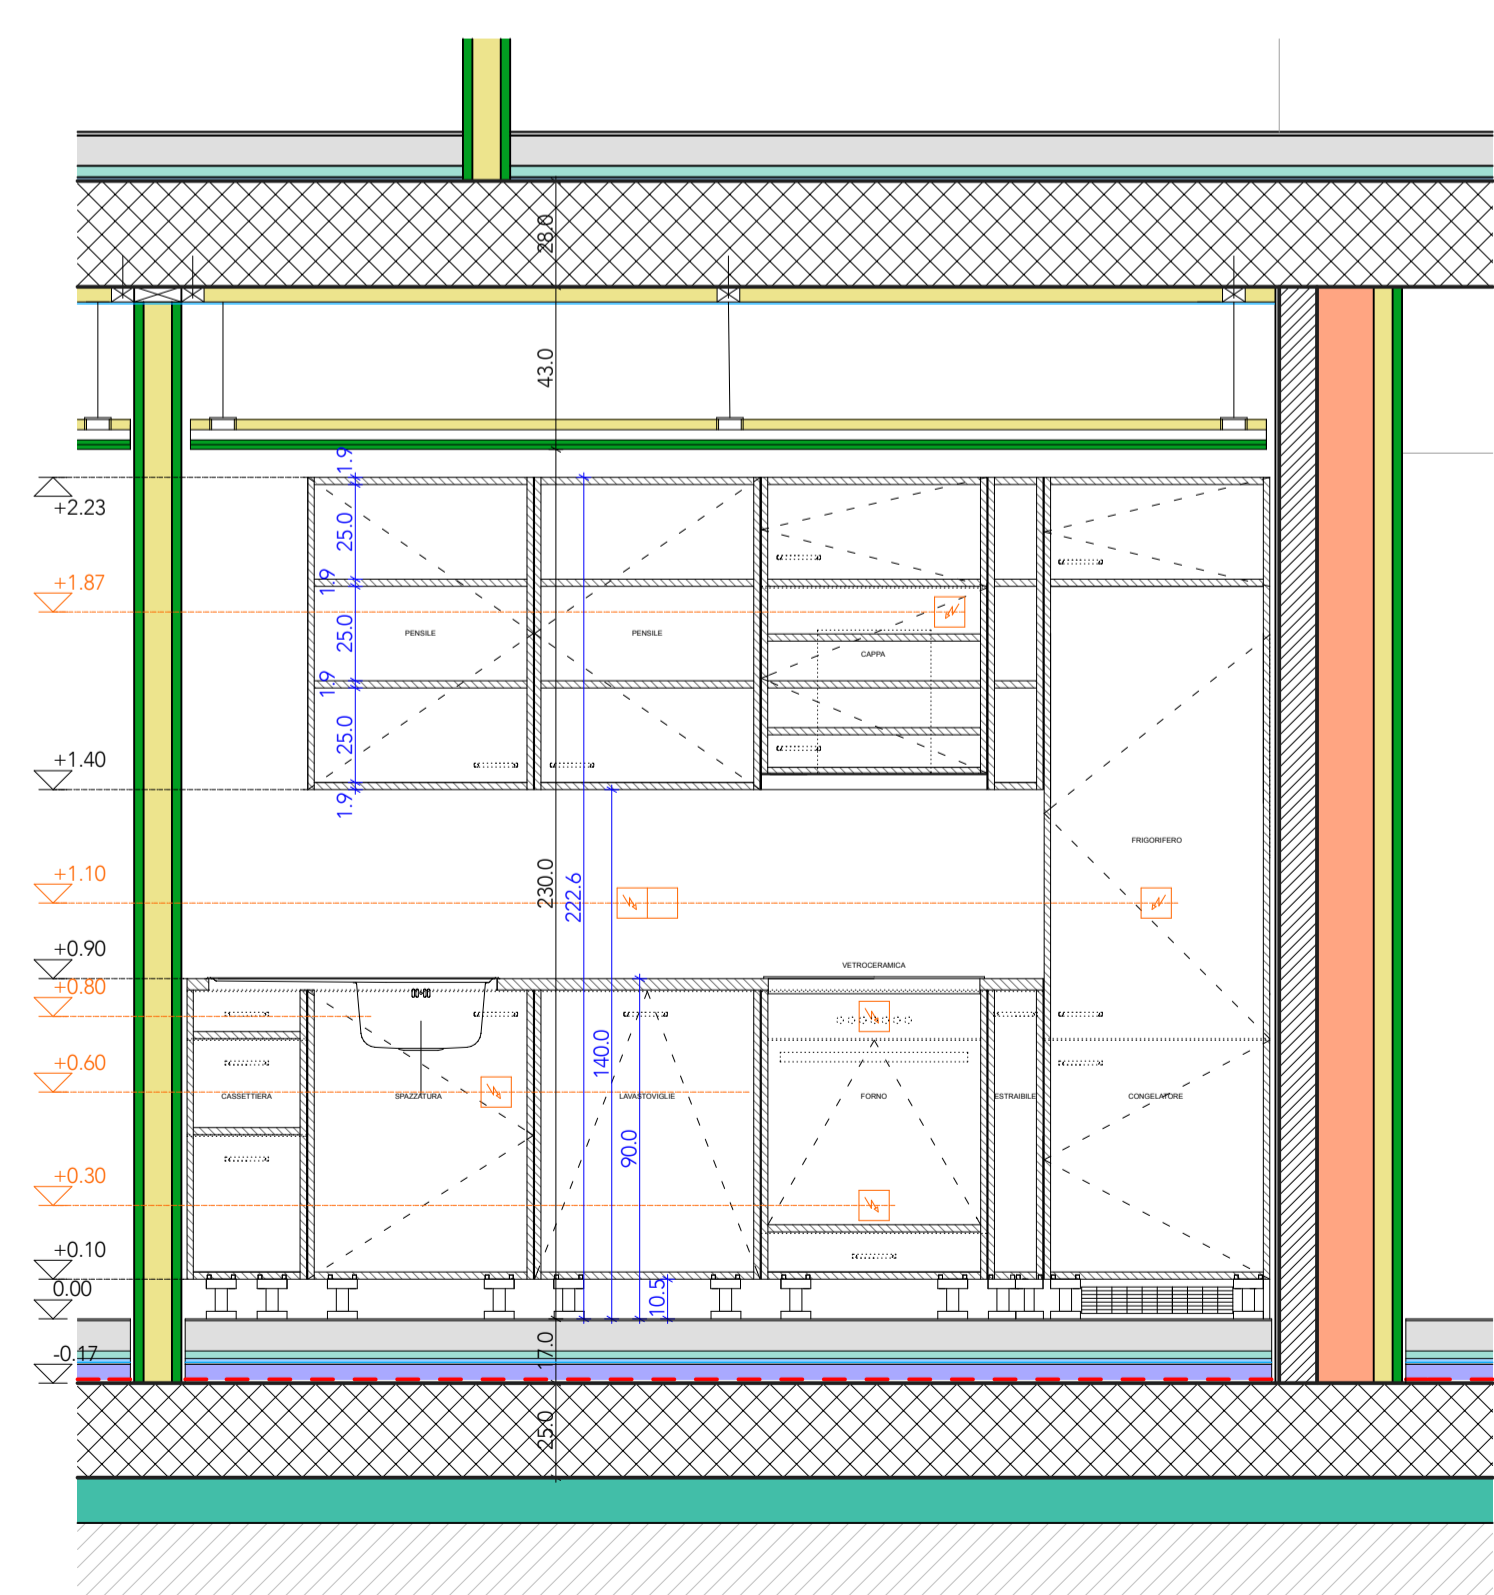 28.0
43.0
1.9
+2.23
25.0
+1.87
1.9
25.0
PENSILE
PENSILE
CAPPA
1.9
25.0
+1.40
1.9
FRIGORIFERO
+1.10
230.0
222.6
+0.90
VETROCERAMICA
+0.80
140.0
+0.60
CASSETTIERA
SPAZZATURA
LAVASTOVIGLIE
FORNO
ESTRAIBILE
CONGELATORE
90.0
+0.30
+0.10
0.00
10.5
-0.17
17.0
25.0